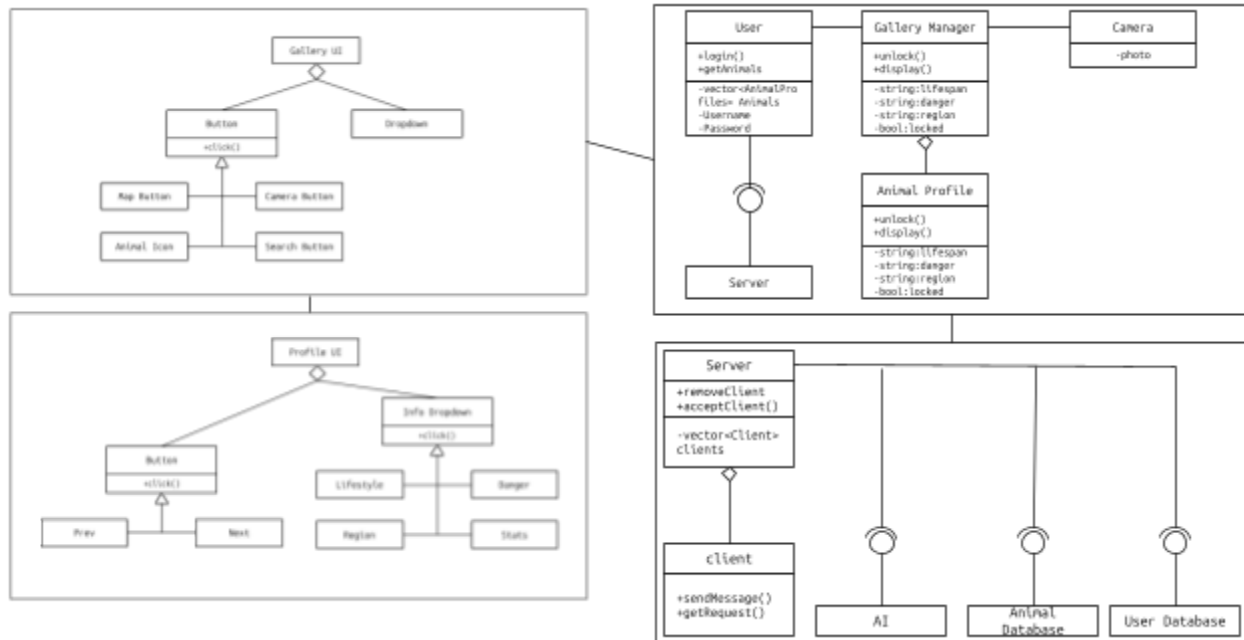 Gallery UI
Button
+click()
Dropdown
Map Button
Camera Button
Animal Icon
Search Button
Profile UI
Info Dropdown
+click()
Button
+click()
Lifestyle
Danger
Region
Stats
Prev
Next
User
+login()
+getAnimals
-vector<AnimalPro
files> Animals
-Username
-Password
Server
Gallery Manager
+unlock()
+display()
-string:lifespan
-string:danger
-string:region
-bool:locked
Camera
-photo
Animal Profile
+unlock()
+display()
-string:lifespan
-string:danger
-string:region
-bool:locked
Server
+removeClient
+acceptClient()
-vector<Client>
clients
client
+sendMessage()
+getRequest()
AI
Animal
Database
User Database